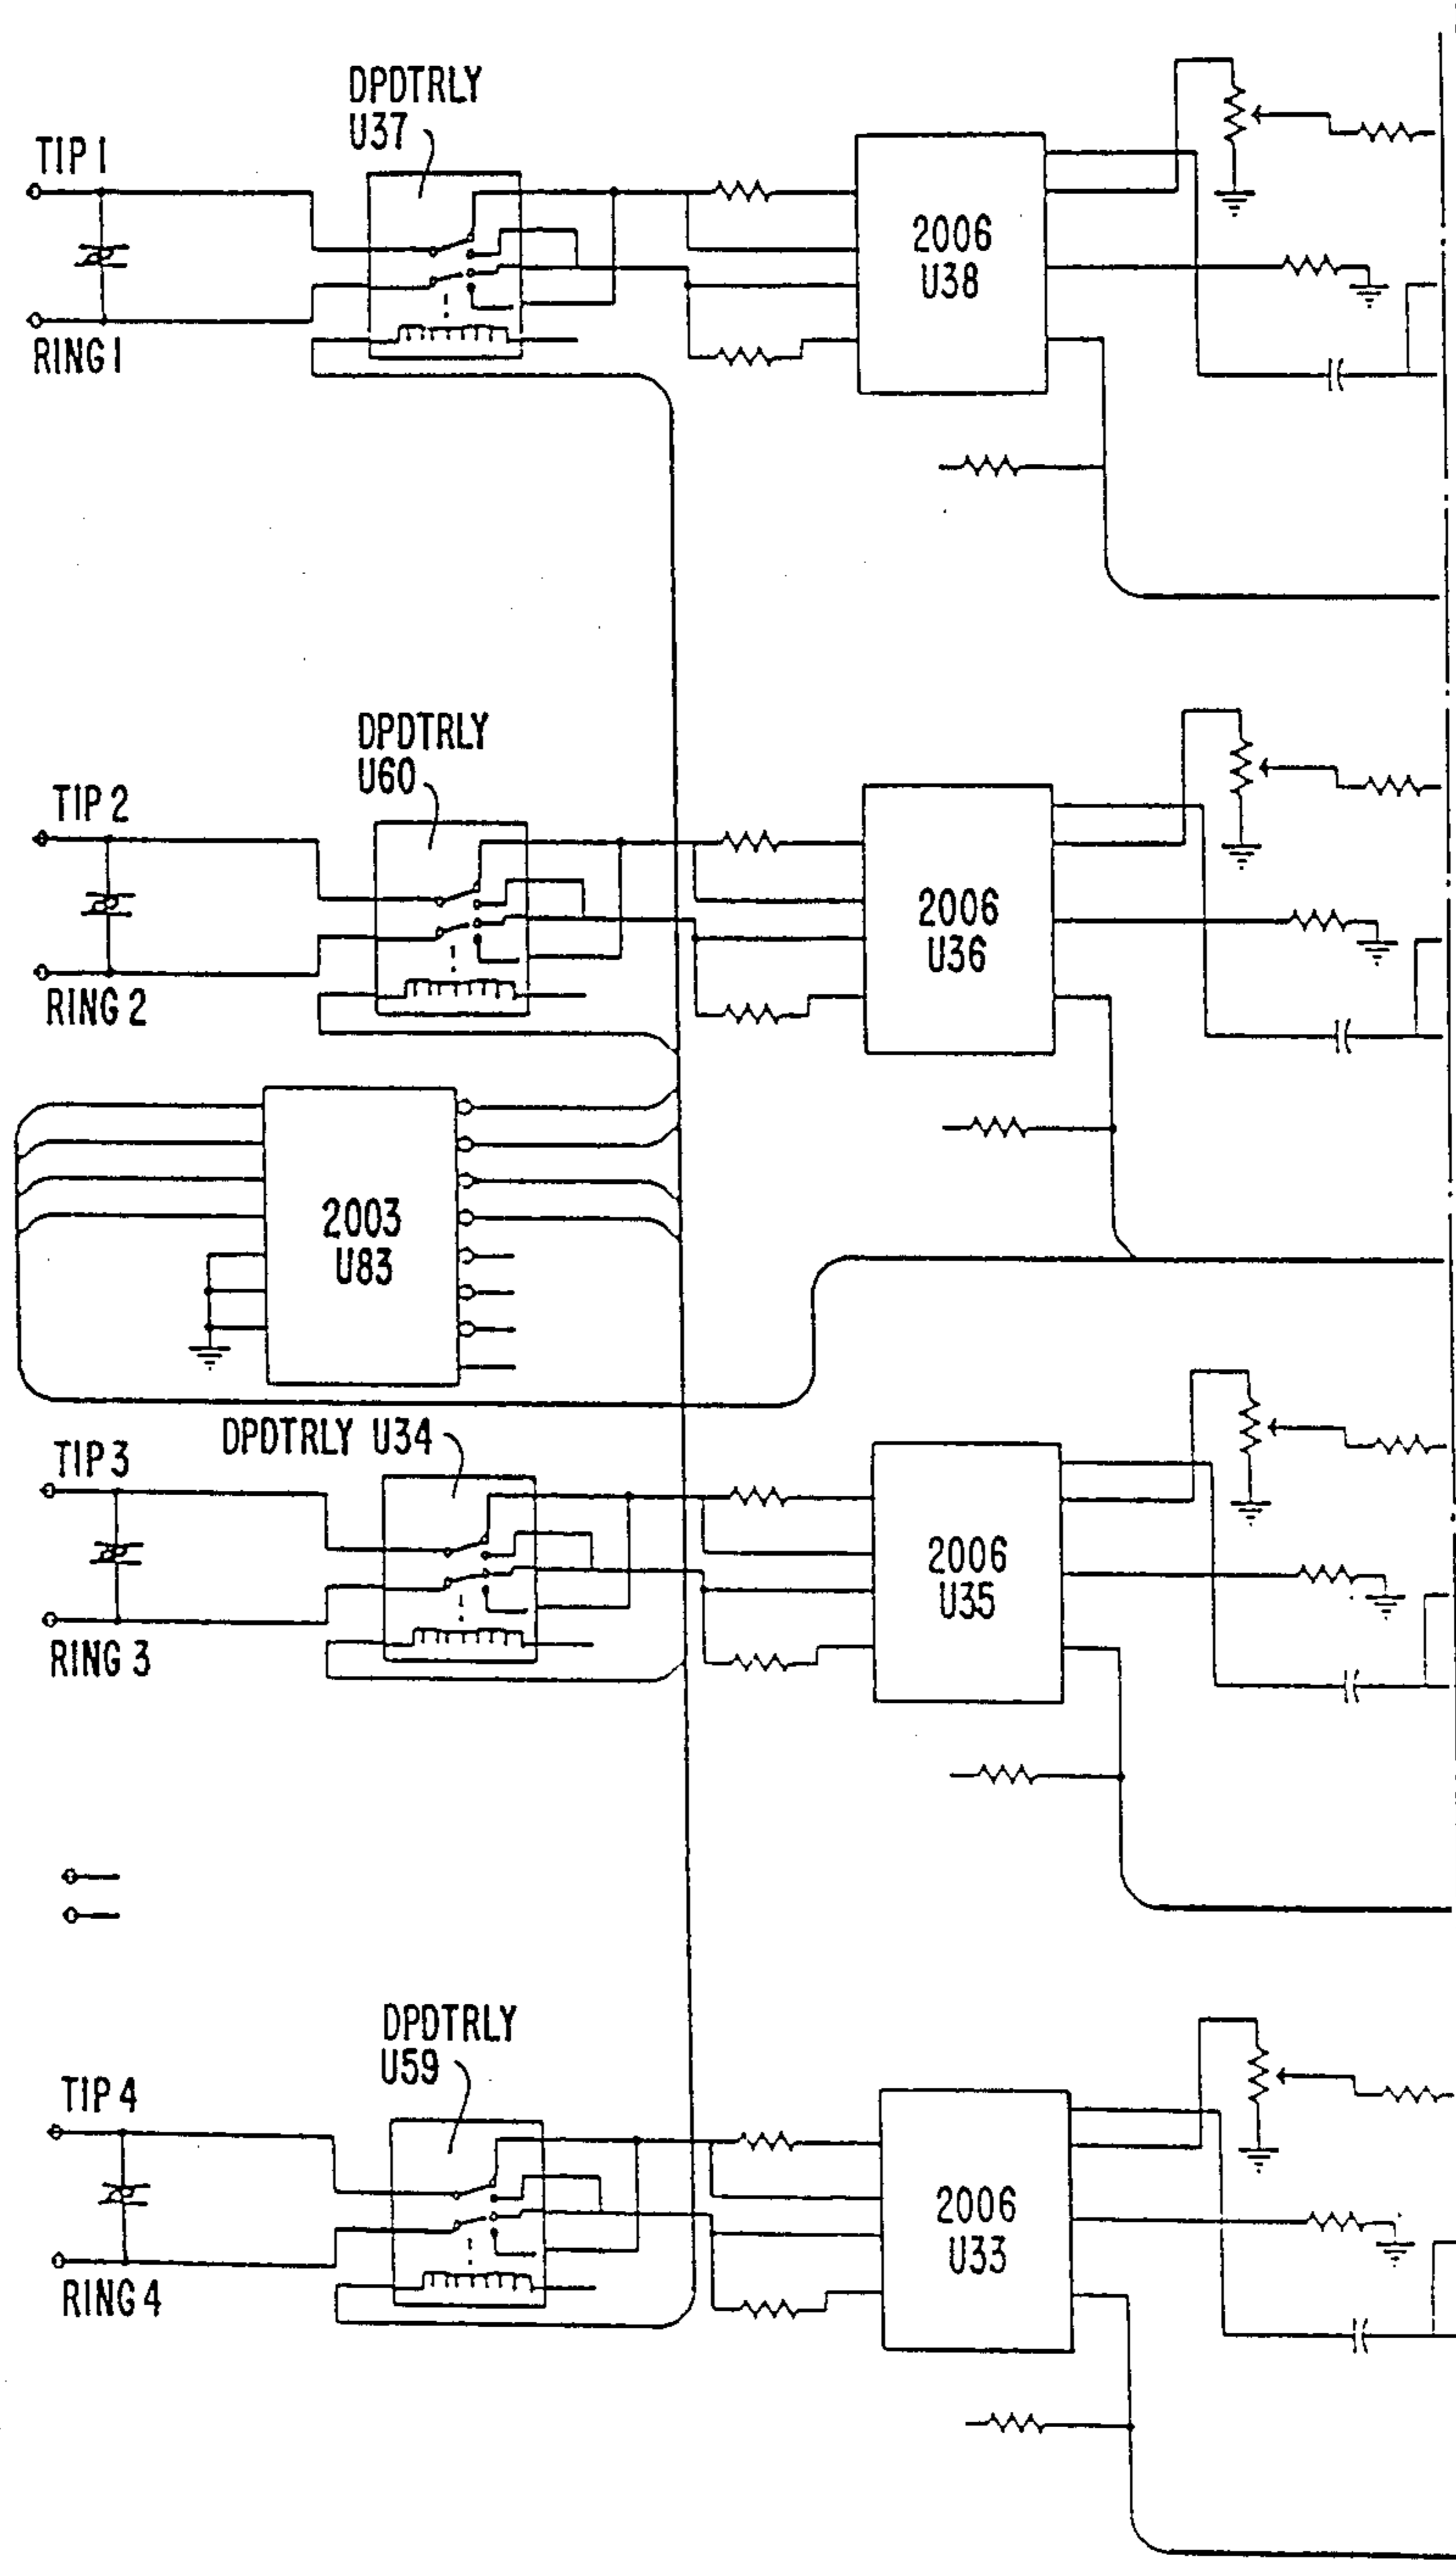 DPDTRLY
U37
TIP 1
RING 1
2006
U38
DPDTRLY
U60
TIP 2
RING 2
2006
U36
2003
U83
DPDTRLY U34
TIP 3
RING 3
2006
U35
DPDTRLY
U59
TIP 4
RING 4
2006
U33